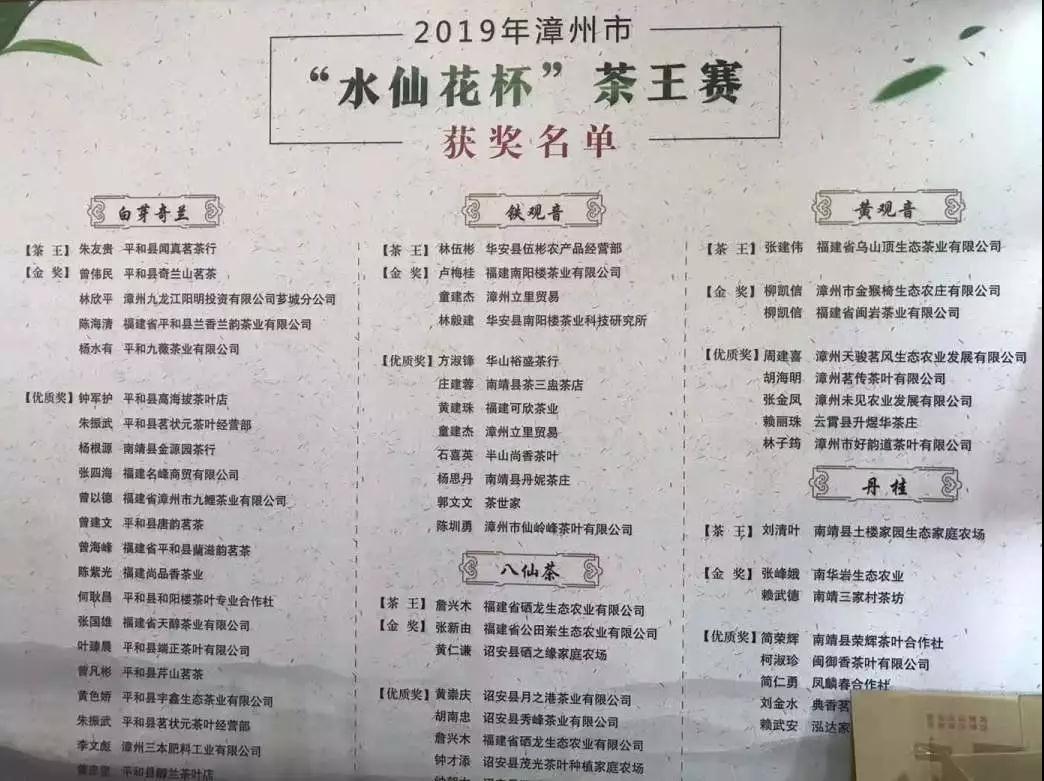 2019年漳州市
“水仙花杯”茶王赛
获奖名单
白芽奇兰
【茶 王】朱友贵 平和县闻真茗茶行
【金 奖】曾伟民 平和县奇兰山茗茶
林欣平 漳州九龙江阳明投资有限公司芗城分公司
陈海清 福建省平和县兰香兰韵茶业有限公司
杨水有 平和九薇茶业有限公司
【优质奖】钟军护 平和县高海拔茶叶店
朱振武 平和县茗状元茶叶经营部
杨根源 南靖县金源园茶行
张四海 福建名峰商贸有限公司
曾以德 福建省漳州市九鲤茶业有限公司
曾建文 平和县唐韵茗茶
曾海峰 福建省平和县蘭滋韵茗茶
陈紫光 福建尚品香茶业
何耿昌 平和县和阳楼茶叶专业合作社
张国雄 福建省天醇茶业有限公司
叶臻晨 平和县端正茶叶有限公司
曾凡彬 平和县芹山茗茶
黄色娇 平和县宇鑫生态茶业有限公司
朱振武 平和县茗状元茶叶经营部
李文彪 漳州三本肥料工业有限公司
平和县醇兰茶叶店
铁观音
【茶 王】林伍彬 华安县伍彬农产品经营部
【金 奖】卢梅桂 福建南阳楼茶业有限公司
童建杰 漳州立里贸易
林毅建 华安县南阳楼茶业科技研究所
【优质奖】方淑锋 华山裕盛茶行
庄建蓉 南靖县茶三盅茶店
黄建珠 福建可欣茶业
童建杰 漳州立里贸易
石喜英 半山尚香茶叶
杨思丹 南靖县丹妮茶庄
郭文文 茶世家
陈圳勇 漳州市仙岭峰茶叶有限公司
八仙茶
【茶 王】詹兴木 福建省硒龙生态农业有限公司
【金 奖】张新由 福建省公田岽生态农业有限公司
黄仁谦 诏安县硒之缘家庭农场
【优质奖】黄崇庆 诏安县月之港茶业有限公司
胡南忠 诏安县秀峰茶业有限公司
詹兴木 福建省硒龙生态农业有限公司
钟才添 诏安县茂光茶叶种植家庭农场
黄观音
【茶 王】张建伟 福建省乌山顶生态茶业有限公司
【金 奖】柳凯信 漳州市金猴椅生态农庄有限公司
柳凯信 福建省闽岩茶业有限公司
【优质奖】周建喜 漳州天骏茗风生态农业发展有限公司
胡海明 漳州茗传茶叶有限公司
张金凤 漳州未见农业发展有限公司
赖丽珠 云霄县升煜华茶庄
林子筠 漳州市好韵道茶叶有限公司
丹桂
【茶 王】刘清叶 南靖县土楼家园生态家庭农场
【金 奖】张峰娥 南华岩生态农业
赖武德 南靖三家村茶坊
【优质奖】简荣辉 南靖县荣辉茶叶合作社
柯淑珍 闽御香茶叶有限公司
简仁勇 凤麟春合作社
刘金水 典香茗
赖武安 泓达家